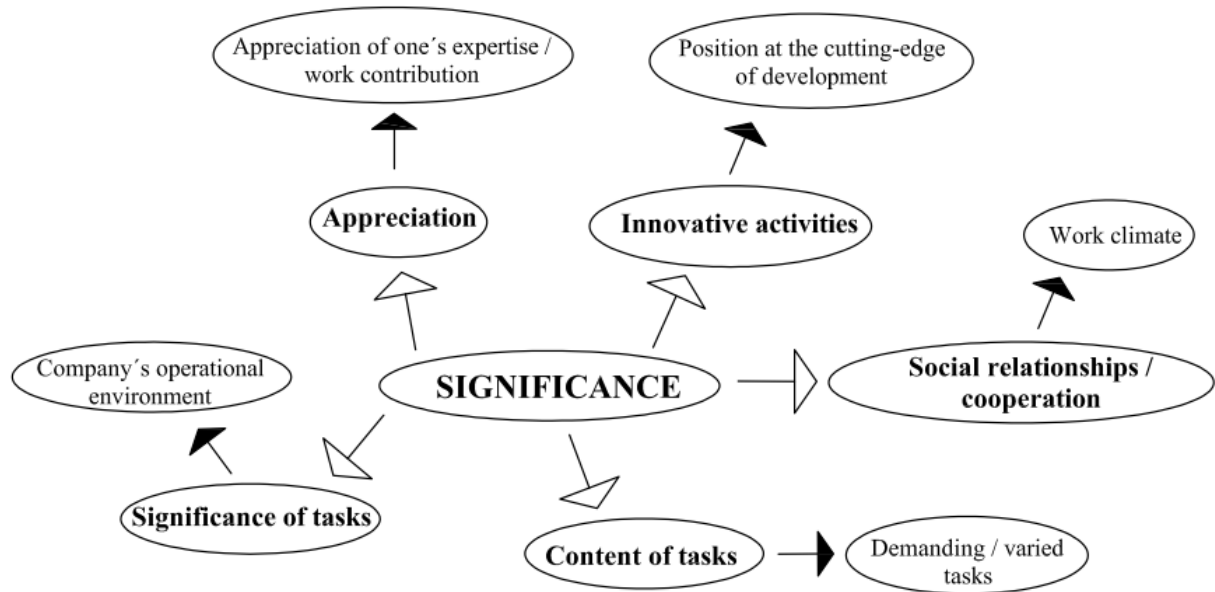 Appreciation of one´s expertise /
work contribution
Position at the cutting-edge
of development
Appreciation
Innovative activities
Work climate
Company´s operational
environment
SIGNIFICANCE
Social relationships /
cooperation
Significance of tasks
Content of tasks
Demanding / varied
tasks